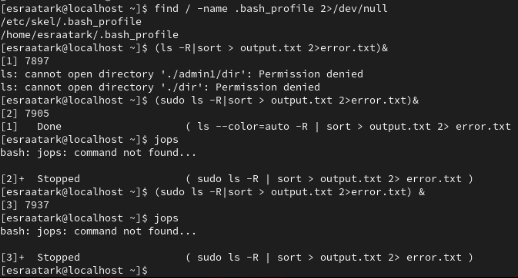 [esraatark@localhost ~]$ find / -name .bash_profile 2>/dev/null
/etc/skel/.bash_profile
/home/esraatark/.bash_profile
[esraatark@localhost ~]$ (ls -R|sort > output.txt 2>error.txt)&
[1] 7897
ls: cannot open directory './admin1/dir': Permission denied
ls: cannot open directory './dir': Permission denied
[esraatark@localhost ~]$ (sudo ls -R|sort > output.txt 2>error.txt)&
[2] 7905
[1]   Done                    ( ls --color=auto -R | sort > output.txt 2> error.txt
[esraatark@localhost ~]$ jops
bash: jops: command not found...
[2]+  Stopped                 ( sudo ls -R | sort > output.txt 2> error.txt )
[esraatark@localhost ~]$ (sudo ls -R|sort > output.txt 2>error.txt) &
[3] 7937
[esraatark@localhost ~]$ jops
bash: jops: command not found...
[3]+  Stopped                 ( sudo ls -R | sort > output.txt 2> error.txt )
[esraatark@localhost ~]$